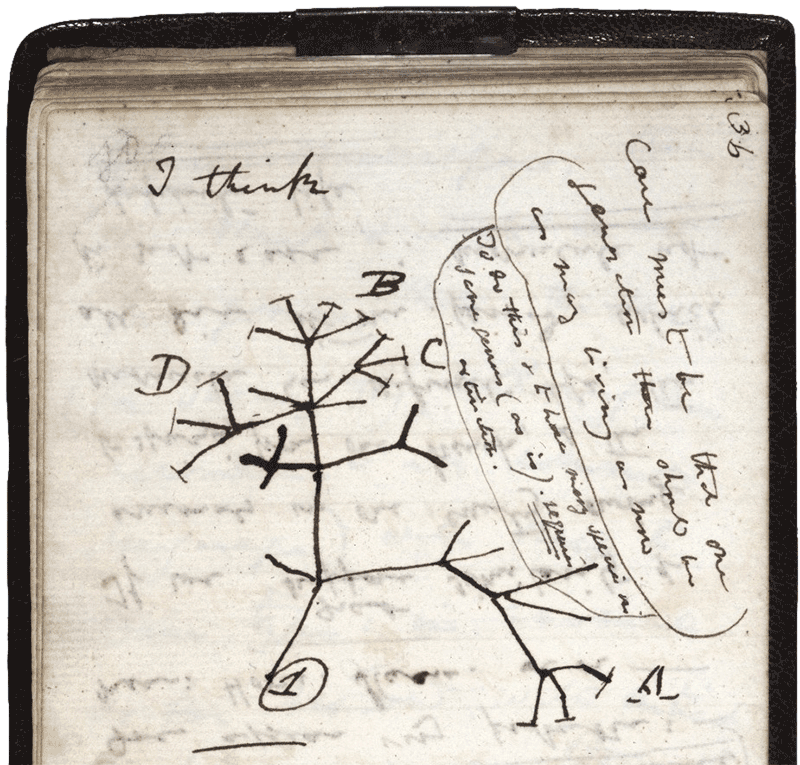 36
I think
Case must be that one
generation then should be
as many living as now
To do this & to have many species in
same genus (as is). requires
extinction.
B
C
D
A
1